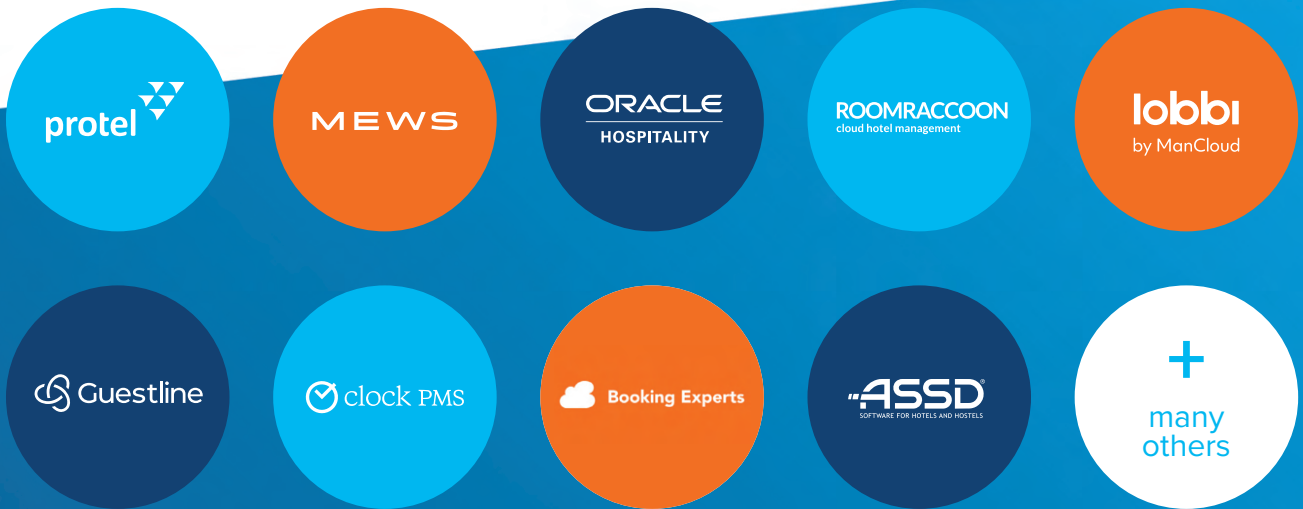 protel
MEWS
ORACLE
HOSPITALITY
ROOMRACCOON
cloud hotel management
lobbi
by ManCloud
Guestline
clock PMS
Booking Experts
ASSD®
SOFTWARE FOR HOTELS AND HOSTELS
+
many
others